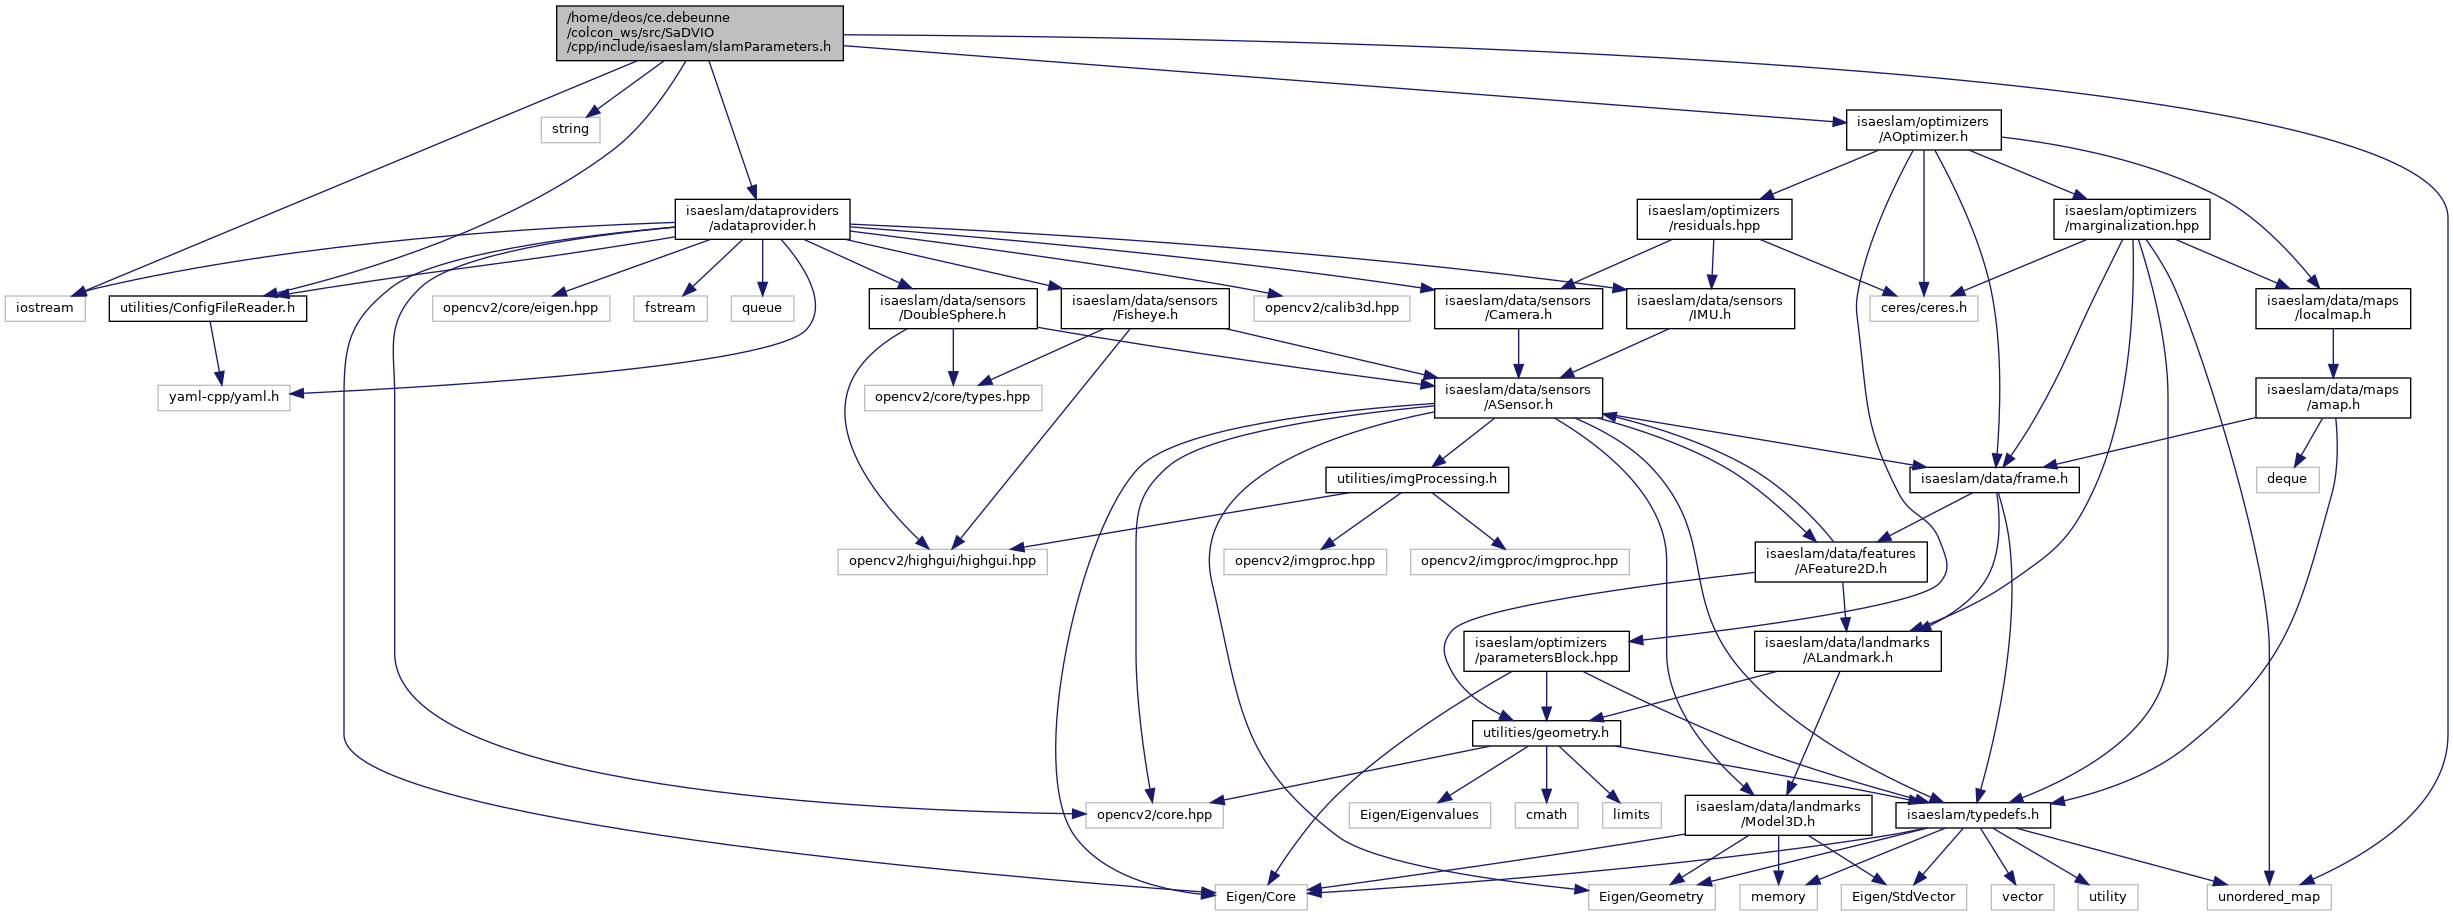 /home/deos/ce.debeunne
/colcon_ws/src/SaDVIO
/cpp/include/isaeslam/slamParameters.h
string
isaeslam/optimizers
/AOptimizer.h
isaeslam/dataproviders
/adataprovider.h
isaeslam/optimizers
/residuals.hpp
isaeslam/optimizers
/marginalization.hpp
iostream
utilities/ConfigFileReader.h
opencv2/core/eigen.hpp
fstream
queue
isaeslam/data/sensors
/DoubleSphere.h
isaeslam/data/sensors
/Fisheye.h
opencv2/calib3d.hpp
isaeslam/data/sensors
/Camera.h
isaeslam/data/sensors
/IMU.h
ceres/ceres.h
isaeslam/data/maps
/localmap.h
yaml-cpp/yaml.h
opencv2/core/types.hpp
isaeslam/data/sensors
/ASensor.h
isaeslam/data/maps
/amap.h
utilities/imgProcessing.h
isaeslam/data/frame.h
deque
opencv2/highgui/highgui.hpp
opencv2/imgproc.hpp
opencv2/imgproc/imgproc.hpp
isaeslam/data/features
/AFeature2D.h
isaeslam/optimizers
/parametersBlock.hpp
isaeslam/data/landmarks
/ALandmark.h
utilities/geometry.h
opencv2/core.hpp
Eigen/Eigenvalues
cmath
limits
isaeslam/data/landmarks
/Model3D.h
isaeslam/typedefs.h
Eigen/Core
Eigen/Geometry
memory
Eigen/StdVector
vector
utility
unordered_map